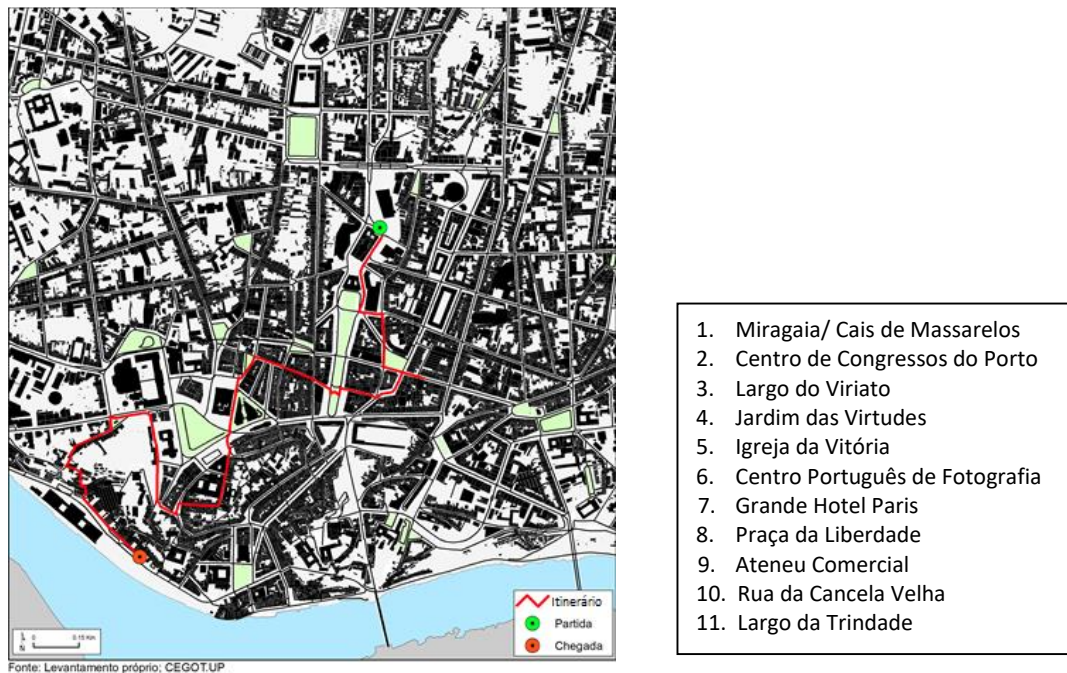 Itinerário
Partida
Chegada
0 0.15 Km
N
Fonte: Levantamento próprio; CEGOT.UP
1. Miragaia/ Cais de Massarelos
2. Centro de Congressos do Porto
3. Largo do Viriato
4. Jardim das Virtudes
5. Igreja da Vitória
6. Centro Português de Fotografia
7. Grande Hotel Paris
8. Praça da Liberdade
9. Ateneu Comercial
10. Rua da Cancela Velha
11. Largo da Trindade